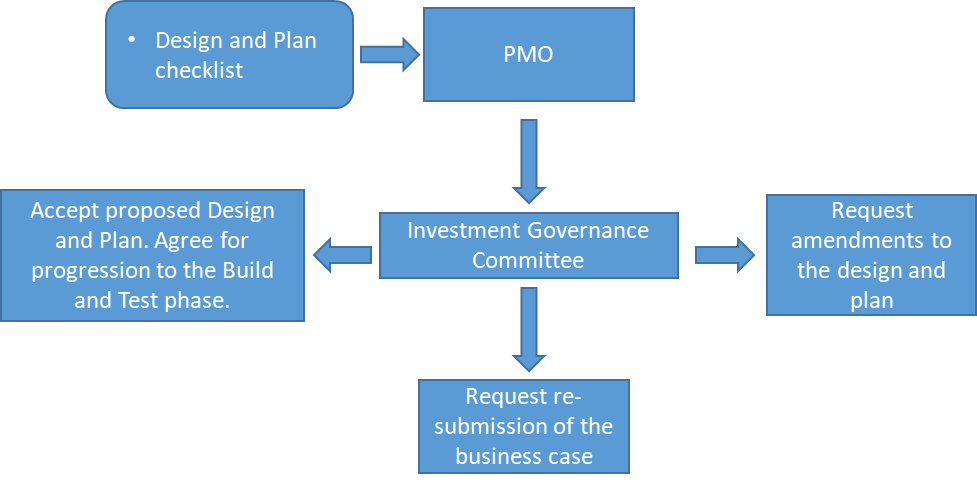 • Design and Plan
checklist
PMO
Accept proposed Design
and Plan. Agree for
progression to the Build
and Test phase.
Investment Governance
Committee
Request
amendments to
the design and
plan
Request re-
submission of the
business case